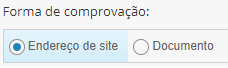 Forma de comprovação:
Endereço de site Documento